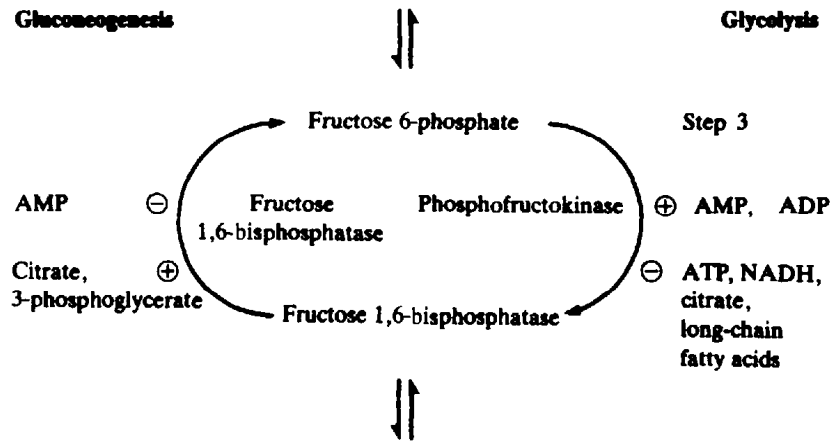 Gluconeogenesis
Glycolysis
Fructose 6-phosphate
Step 3
AMP ⊖
Fructose
1,6-bisphosphatase
Phosphofructokinase
⊕ AMP, ADP
Citrate, ⊕
3-phosphoglycerate
⊖ ATP, NADH,
citrate,
long-chain
fatty acids
Fructose 1,6-bisphosphatase